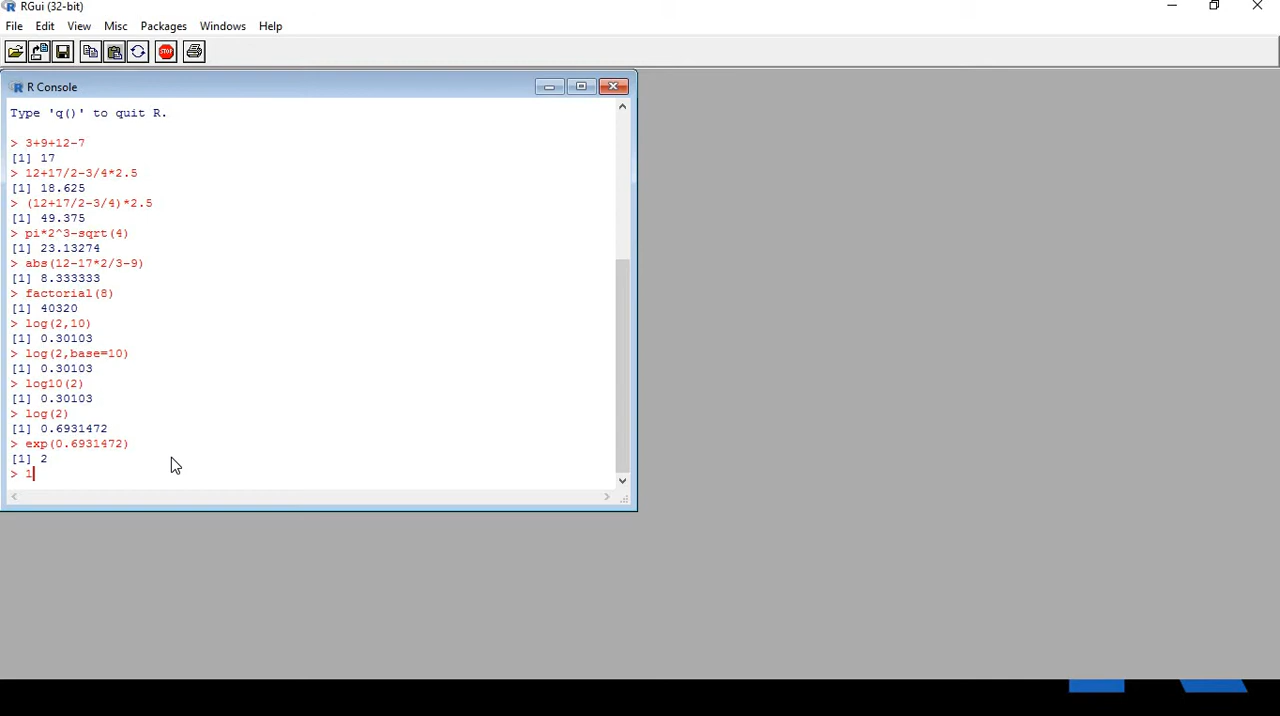 RGui (32-bit)
File Edit View Misc Packages Windows Help
STOP
R Console
Type 'q()' to quit R.
> 3+9+12-7
[1] 17
> 12+17/2-3/4*2.5
[1] 18.625
> (12+17/2-3/4)*2.5
[1] 49.375
> pi*2^3-sqrt(4)
[1] 23.13274
> abs(12-17*2/3-9)
[1] 8.333333
> factorial(8)
[1] 40320
> log(2,10)
[1] 0.30103
> log(2,base=10)
[1] 0.30103
> log10(2)
[1] 0.30103
> log(2)
[1] 0.6931472
> exp(0.6931472)
[1] 2
> 1